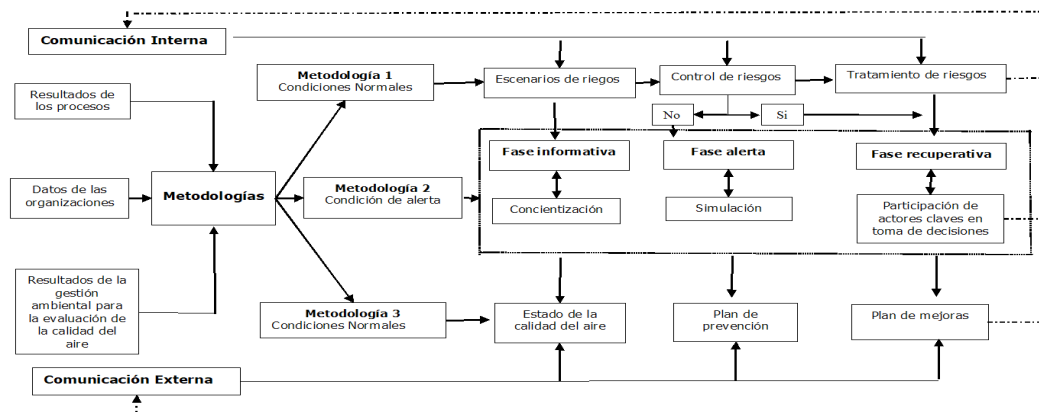 Comunicación Interna
Metodología 1
Condiciones Normales
Escenarios de riegos
Control de riesgos
Tratamiento de riesgos
Resultados de
los procesos
No
Si
Fase informativa
Fase alerta
Fase recuperativa
Datos de las
organizaciones
Metodologías
Metodología 2
Condición de alerta
Concientización
Simulación
Participación de
actores claves en
toma de decisiones
Resultados de la
gestión
ambiental para
la evaluación de
la calidad del
aire
Metodología 3
Condiciones Normales
Estado de la
calidad del aire
Plan de
prevención
Plan de mejoras
Comunicación Externa